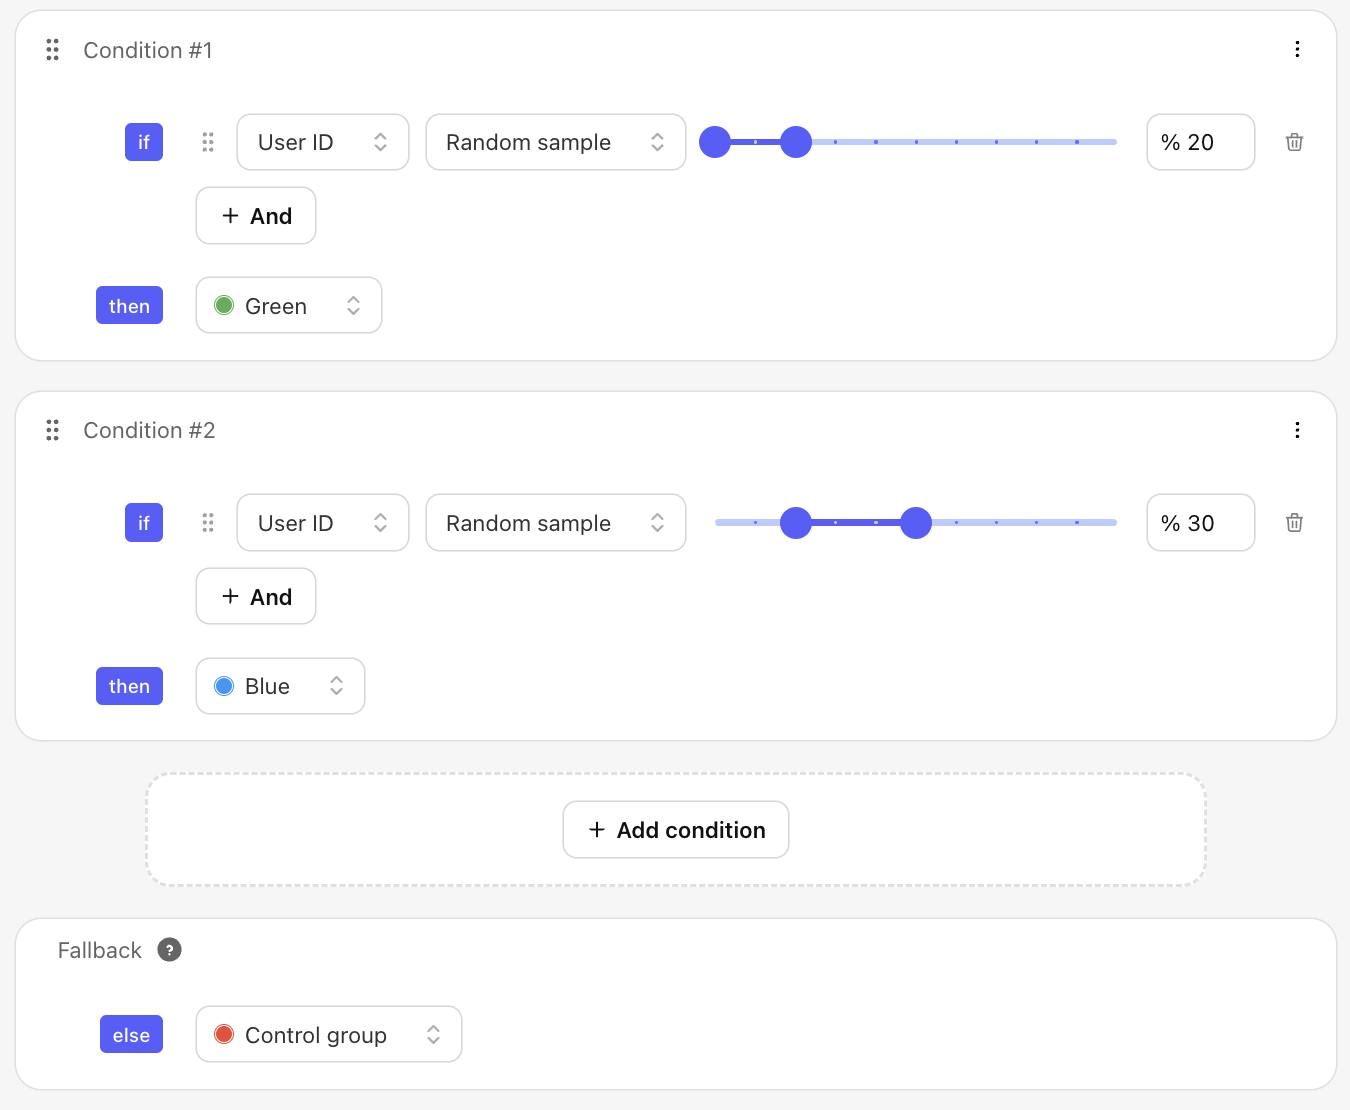 Condition #1
if User ID Random sample % 20
+ And
then Green
Condition #2
if User ID Random sample % 30
+ And
then Blue
+ Add condition
Fallback ?
else Control group